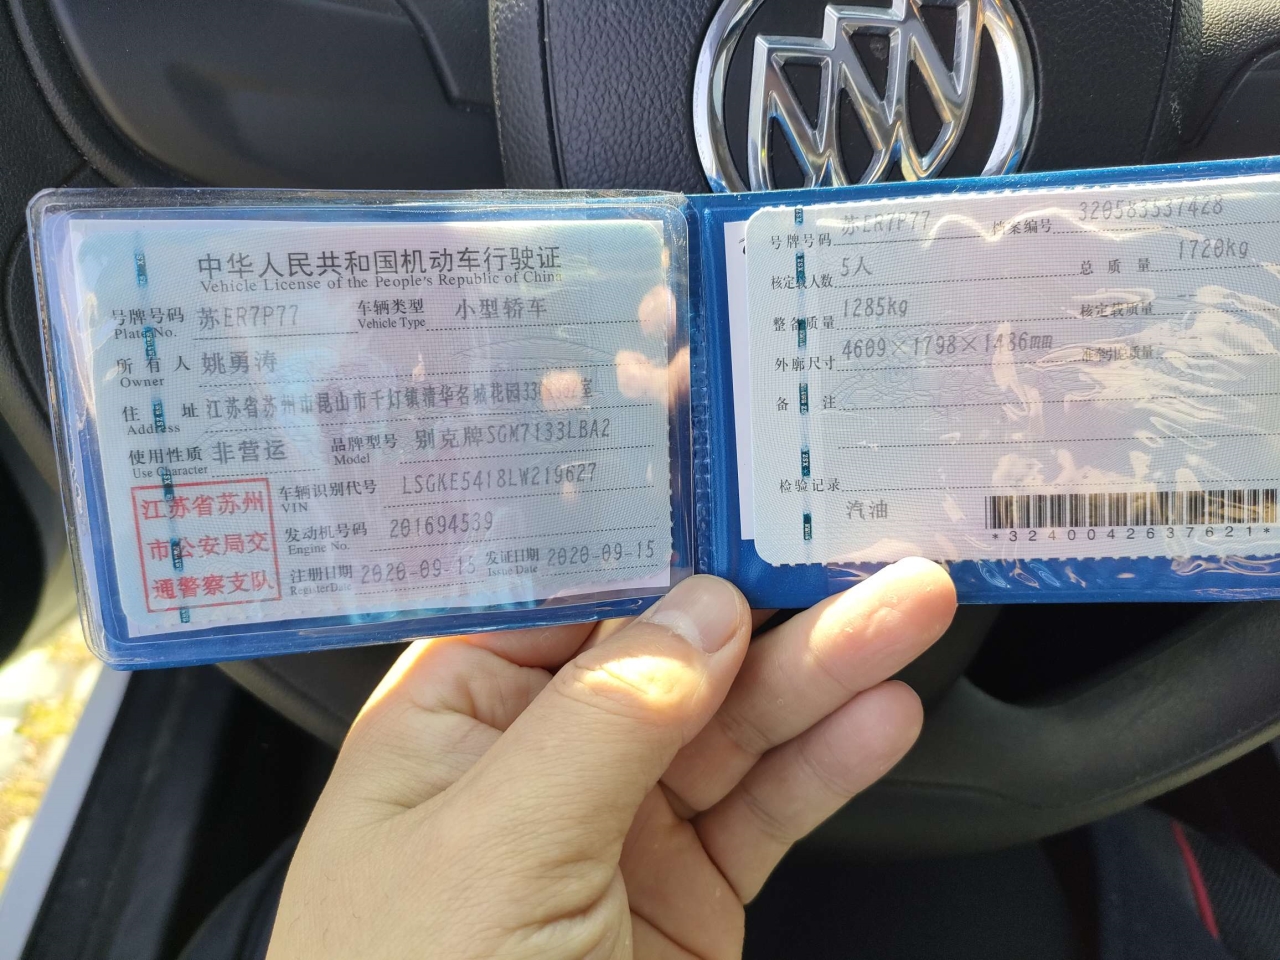 中华人民共和国机动车行驶证
Vehicle License of the People's Republic of China
号牌号码 苏ER7P77 车辆类型 小型轿车
Plate No. Vehicle Type
所有人 姚勇涛
Owner
住址 江苏省苏州市昆山市千灯镇清华名城花园33 室
Address
使用性质 非营运 品牌型号 别克牌SGM7133LBA2
Use Character Model
江苏省苏州
市公安局交
通警察支队
车辆识别代号 LSGKE5418LW219627
VIN
发动机号码 201694539
Engine No.
注册日期 2020-09-15 发证日期 2020-09-15
Register Date Issue Date
号牌号码 苏ER7P77 档案编号 320583537428
核定载人数 5人 总质量 1720kg
整备质量 1285kg 核定载质量 --
外廓尺寸 4609×1798×1486mm 准牵引总质量
备注
检验记录
汽油
*3240042637621*